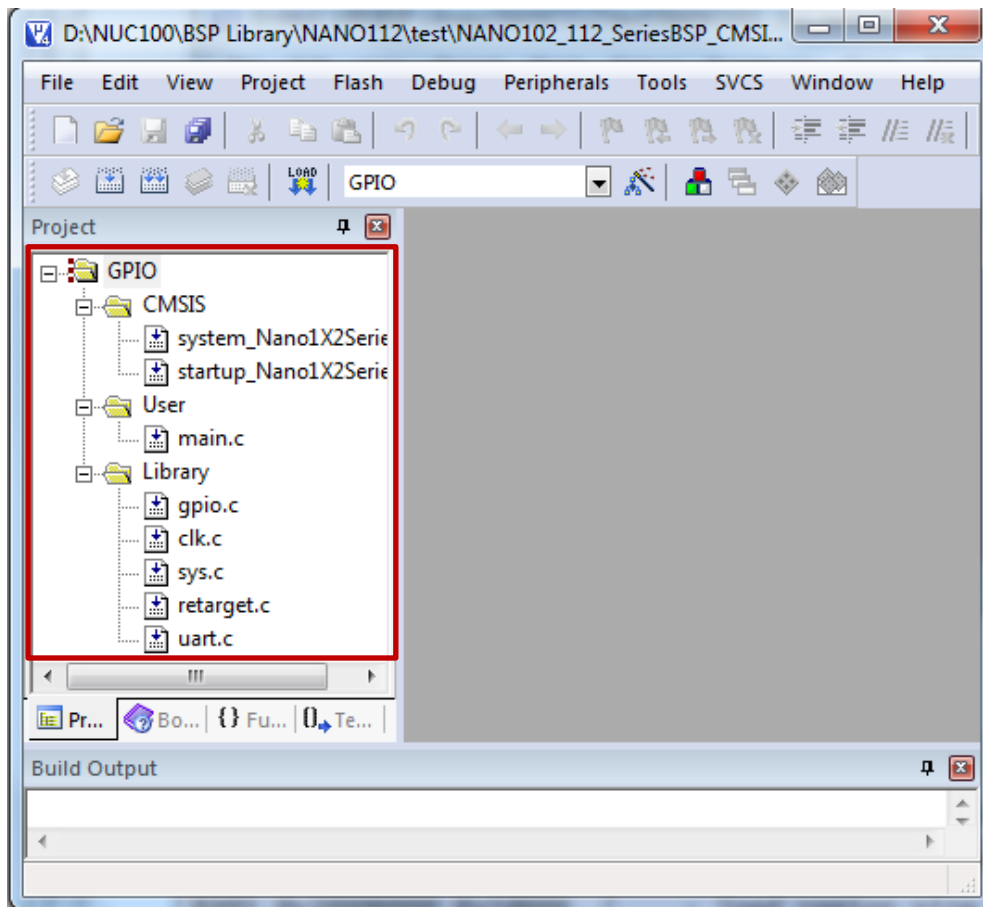 D:\NUC100\BSP Library\NANO112\test\NANO102_112_SeriesBSP_CMSI...
File Edit View Project Flash Debug Peripherals Tools SVCS Window Help
LOAD GPIO
Project
GPIO
CMSIS
system_Nano1X2Serie
startup_Nano1X2Serie
User
main.c
Library
gpio.c
clk.c
sys.c
retarget.c
uart.c
Pr... Bo... {} Fu... 0 Te...
Build Output